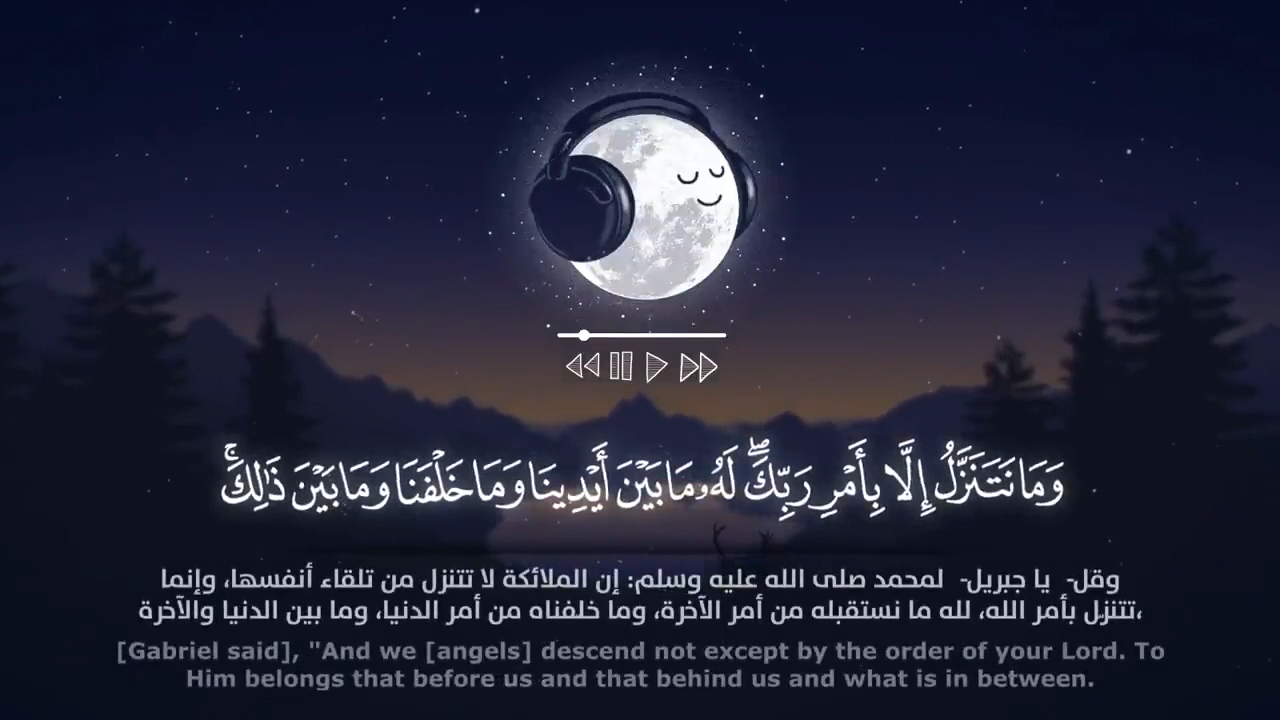 وَمَا نَتَنَزَّلُ إِلَّا بِأَمْرِ رَبِّكَ ۖ لَهُۥ مَا بَيْنَ أَيْدِينَا وَمَا خَلْفَنَا وَمَا بَيْنَ ذَٰلِكَ ۚ
وقل- يا جبريل- لمحمد صلى الله عليه وسلم: إن الملائكة لا تتنزل من تلقاء أنفسها، وإنما
تتنزل بأمر الله، لله ما نستقبله من أمر الآخرة، وما خلفناه من أمر الدنيا، وما بين الدنيا والآخرة،
[Gabriel said], "And we [angels] descend not except by the order of your Lord. To
Him belongs that before us and that behind us and what is in between.